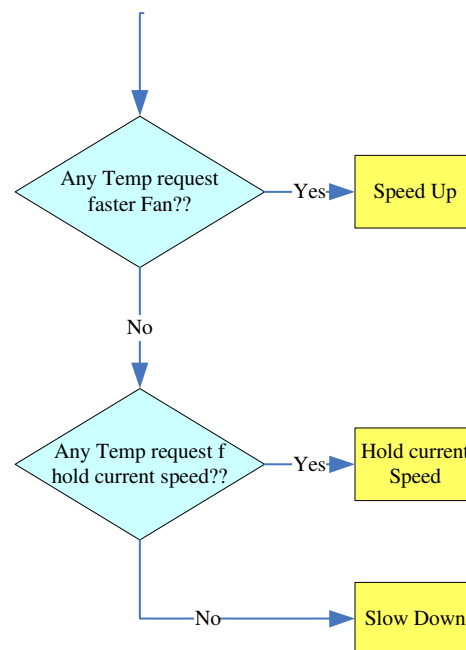 Any Temp request
faster Fan??
Yes
Speed Up
No
Any Temp request f
hold current speed??
Yes
Hold current
Speed
No
Slow Down